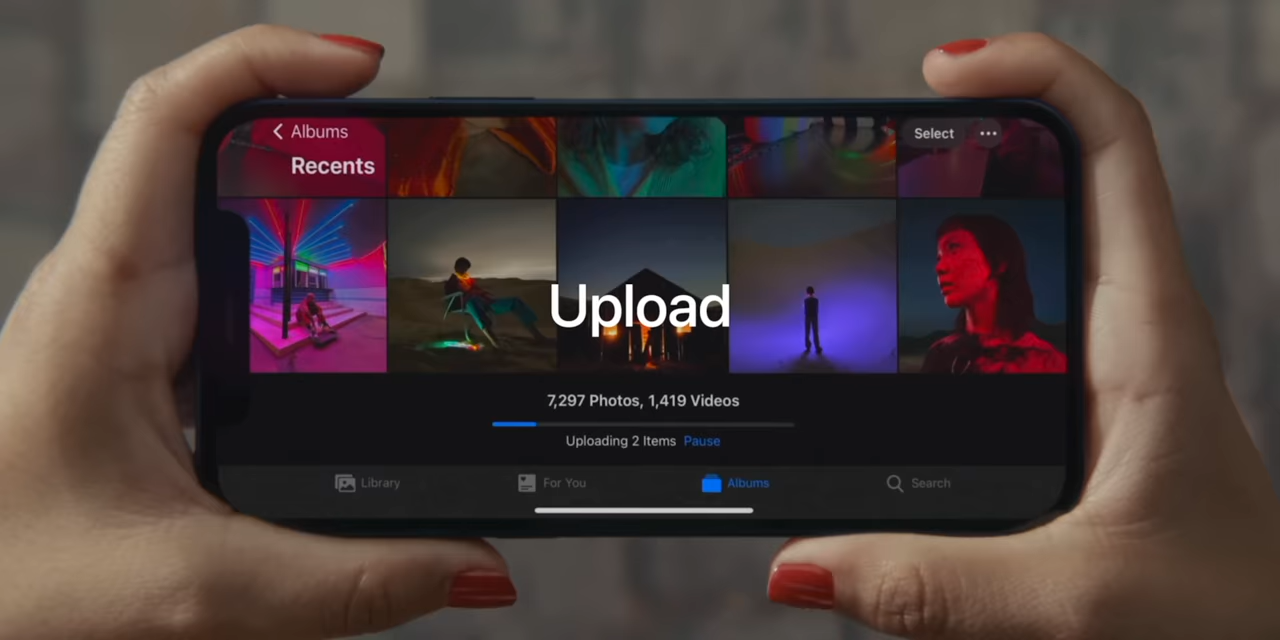 Albums
Select
Recents
Upload
7,297 Photos, 1,419 Videos
Uploading 2 Items Pause
Library
For You
Albums
Search